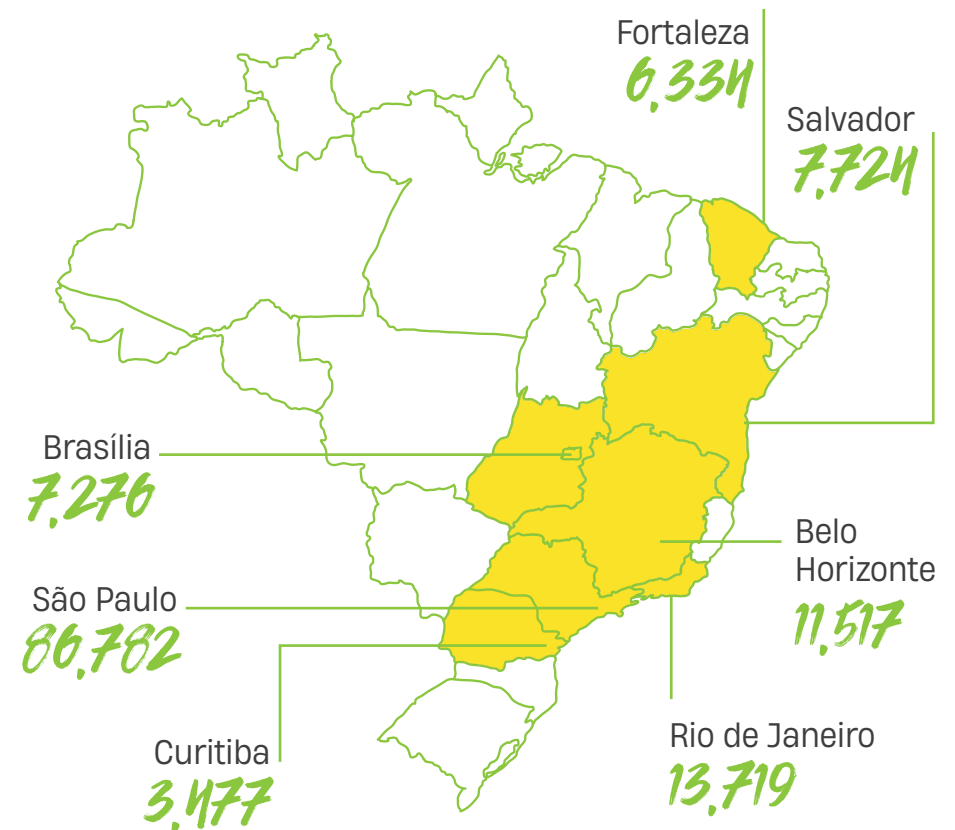 Fortaleza
6,334
Salvador
7,724
Brasília
7,276
Belo
Horizonte
11,517
São Paulo
86,782
Rio de Janeiro
13,719
Curitiba
3,477